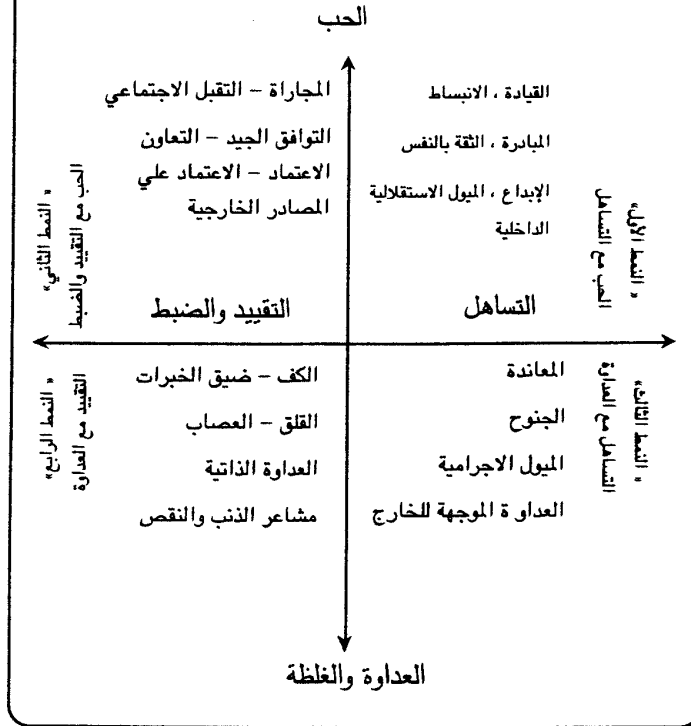 الحب
القيادة ، الانبساط
المبادرة ، الثقة بالنفس
الإبداع ، الميول الاستقلالية
الداخلية
« النمط الأول»
الحب مع التساهل
التساهل
المجاراة – التقبل الاجتماعي
التوافق الجيد – التعاون
الاعتماد – الاعتماد علي
المصادر الخارجية
الحب مع التقييد والضبط
« النمط الثاني»
التقييد والضبط
المعاندة
الجنوح
الميول الاجرامية
العداو ة الموجهة للخارج
« النمط الثالث»
التساهل مع العداوة
الكف – ضيق الخبرات
القلق – العصاب
العداوة الذاتية
مشاعر الذنب والنقص
« النمط الرابع»
التقييد مع العداوة
العداوة والغلظة